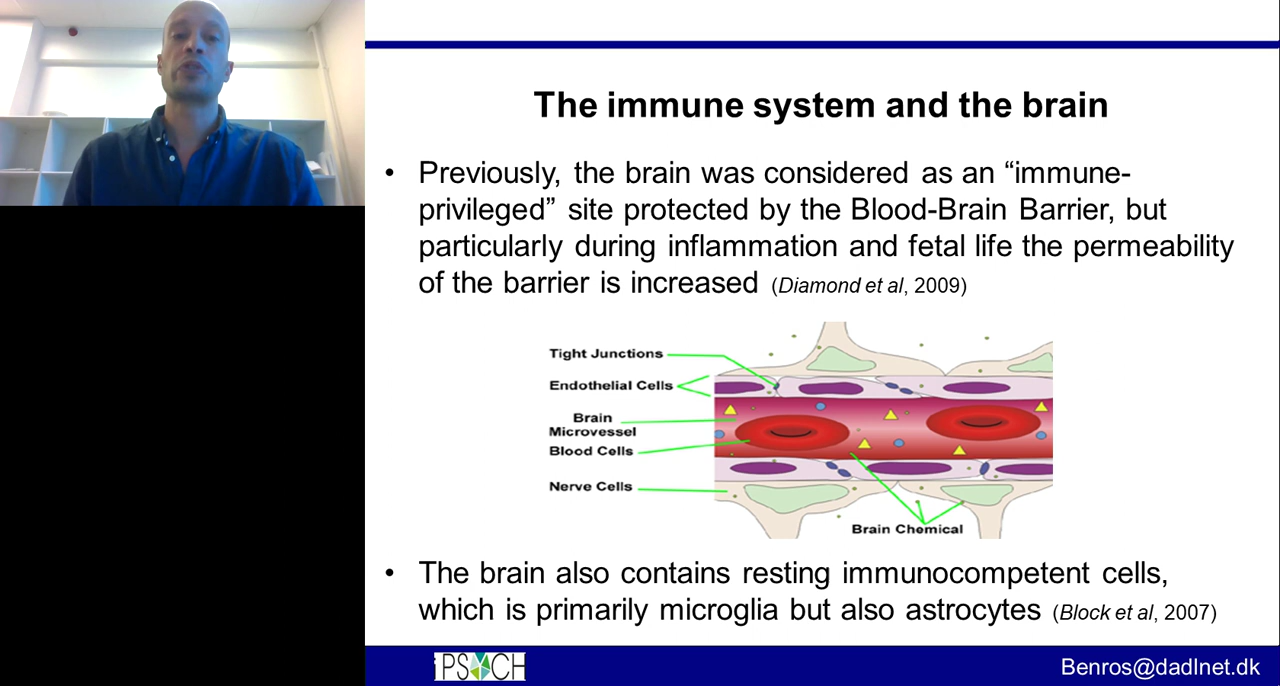 The immune system and the brain
• Previously, the brain was considered as an “immune-
privileged” site protected by the Blood-Brain Barrier, but
particularly during inflammation and fetal life the permeability
of the barrier is increased (Diamond et al, 2009)
Tight Junctions
Endothelial Cells
Brain
Microvessel
Blood Cells
Nerve Cells
Brain Chemical
• The brain also contains resting immunocompetent cells,
which is primarily microglia but also astrocytes (Block et al, 2007)
iPSYCH
Benros@dadlnet.dk